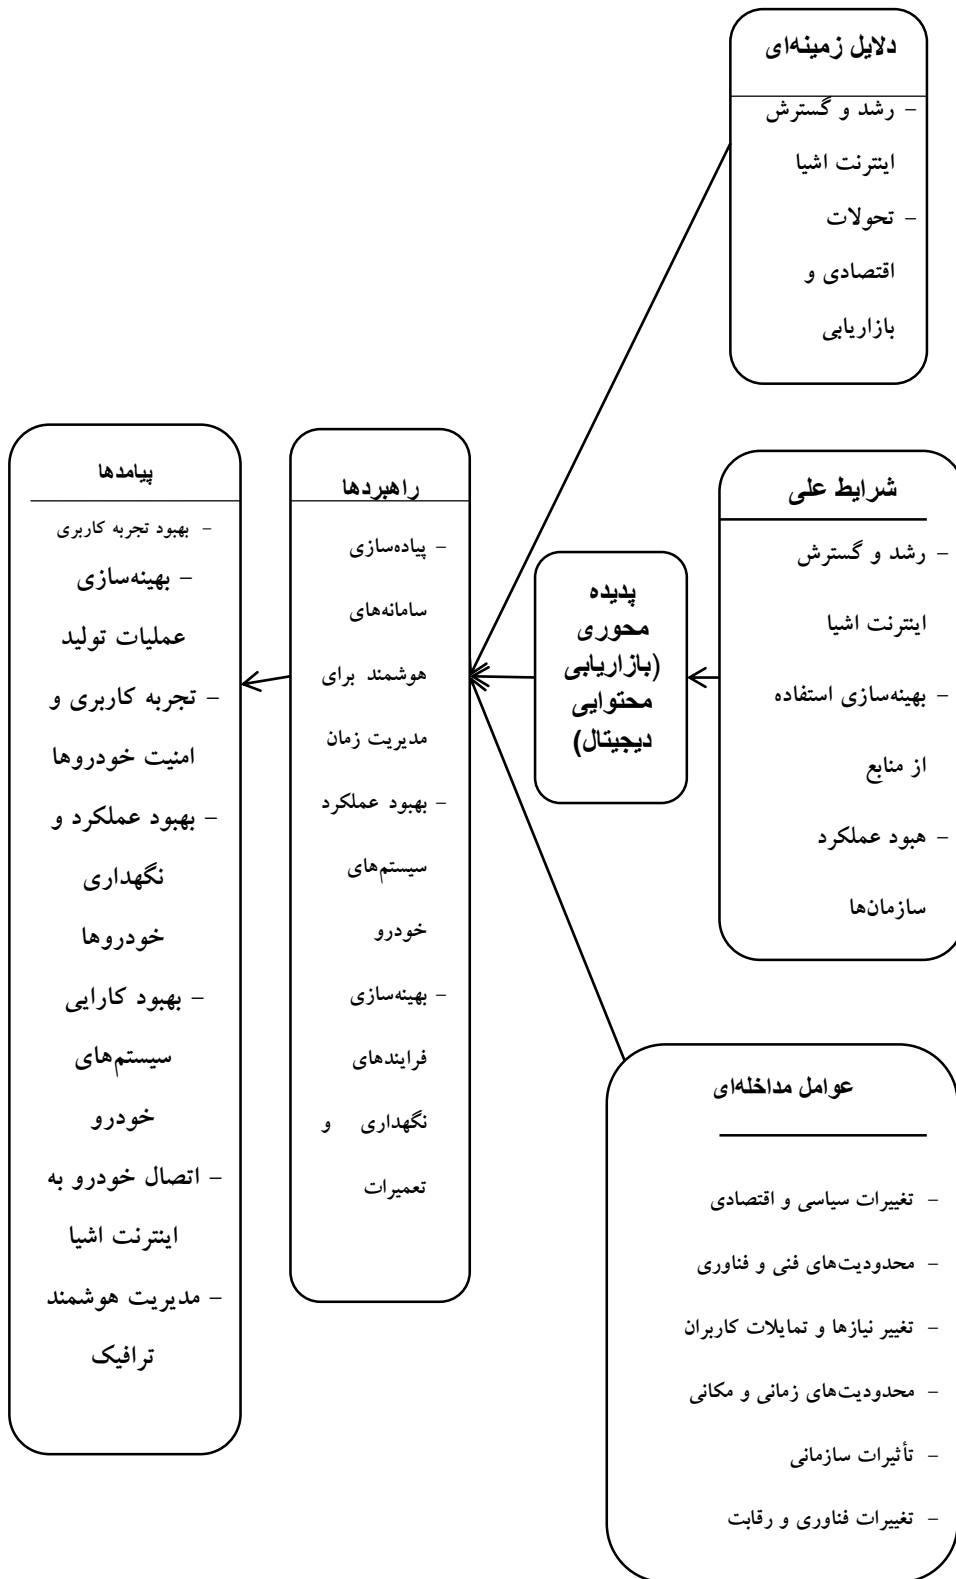 دلایل زمینه‌ای
- رشد و گسترش
اینترنت اشیا
- تحولات
اقتصادی و
بازاریابی
شرایط علی
- رشد و گسترش
اینترنت اشیا
- بهینه‌سازی استفاده
از منابع
- هبود عملکرد
سازمان‌ها
پدیده
محوری
(بازاریابی
محتوایی
دیجیتال)
راهبردها
- پیاده‌سازی
سامانه‌های
هوشمند برای
مدیریت زمان
- بهبود عملکرد
سیستم‌های
خودرو
- بهینه‌سازی
فرایندهای
نگهداری و
تعمیرات
پیامدها
- بهبود تجربه کاربری
- بهینه‌سازی
عملیات تولید
- تجربه کاربری و
امنیت خودروها
- بهبود عملکرد و
نگهداری
خودروها
- بهبود کارایی
سیستم‌های
خودرو
- اتصال خودرو به
اینترنت اشیا
- مدیریت هوشمند
ترافیک
عوامل مداخله‌ای
- تغییرات سیاسی و اقتصادی
- محدودیت‌های فنی و فناوری
- تغییر نیازها و تمایلات کاربران
- محدودیت‌های زمانی و مکانی
- تأثیرات سازمانی
- تغییرات فناوری و رقابت